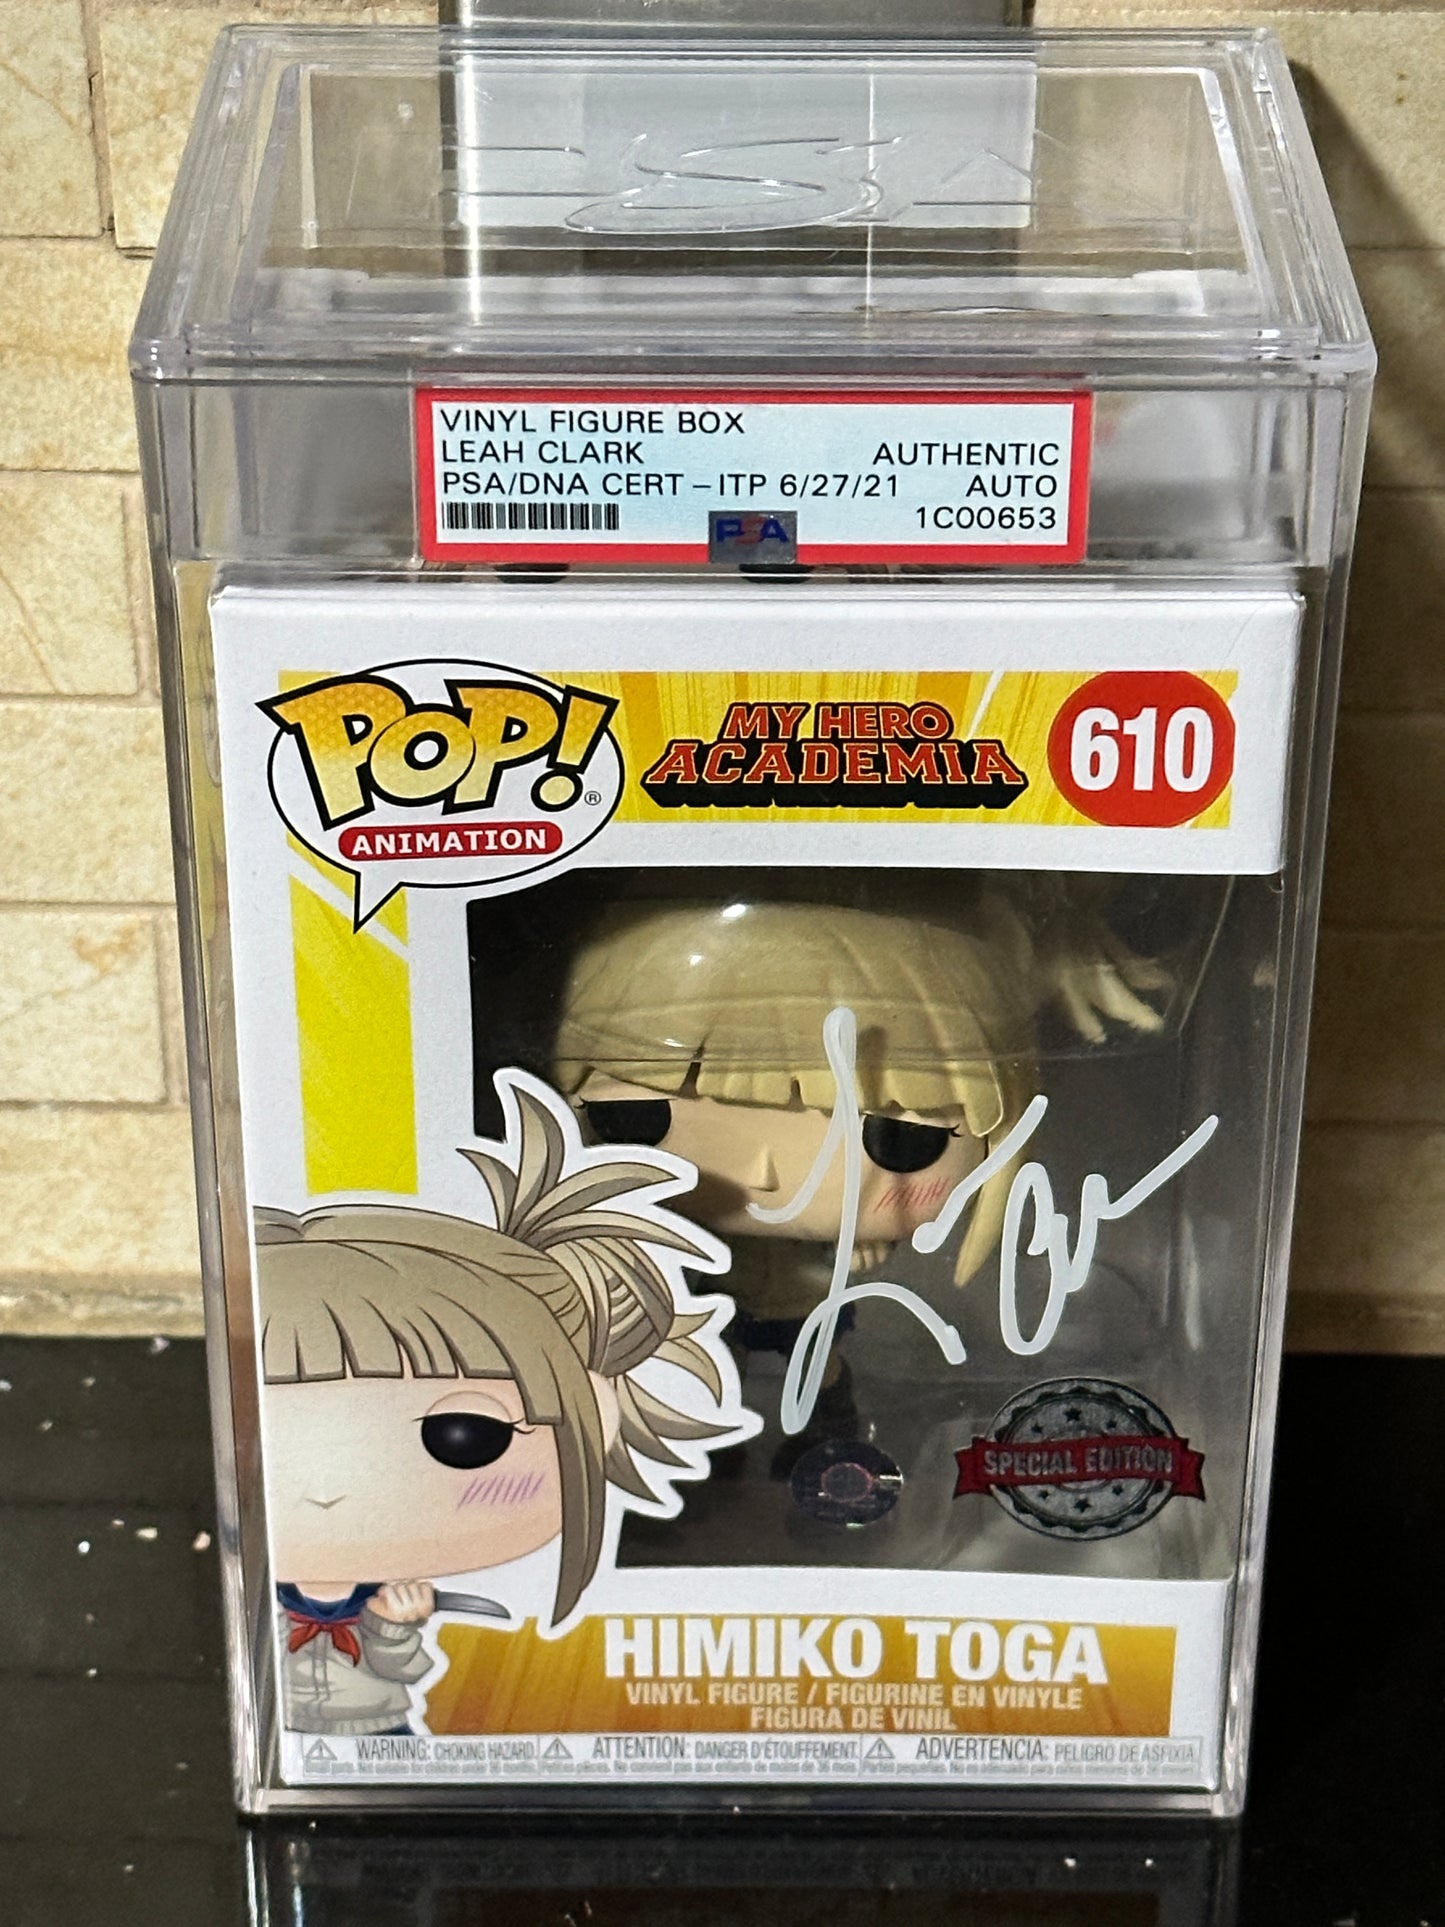 PSA
VINYL FIGURE BOX
LEAH CLARK AUTHENTIC
PSA/DNA CERT – ITP 6/27/21 AUTO
1C00653
PSA
POP!®
ANIMATION
MY HERO
ACADEMIA
610
SPECIAL EDITION
HIMIKO TOGA
VINYL FIGURE / FIGURINE EN VINYLE
FIGURA DE VINIL
WARNING: CHOKING HAZARD. ATTENTION: DANGER D'ÉTOUFFEMENT. ADVERTENCIA: PELIGRO DE ASFIXIA.